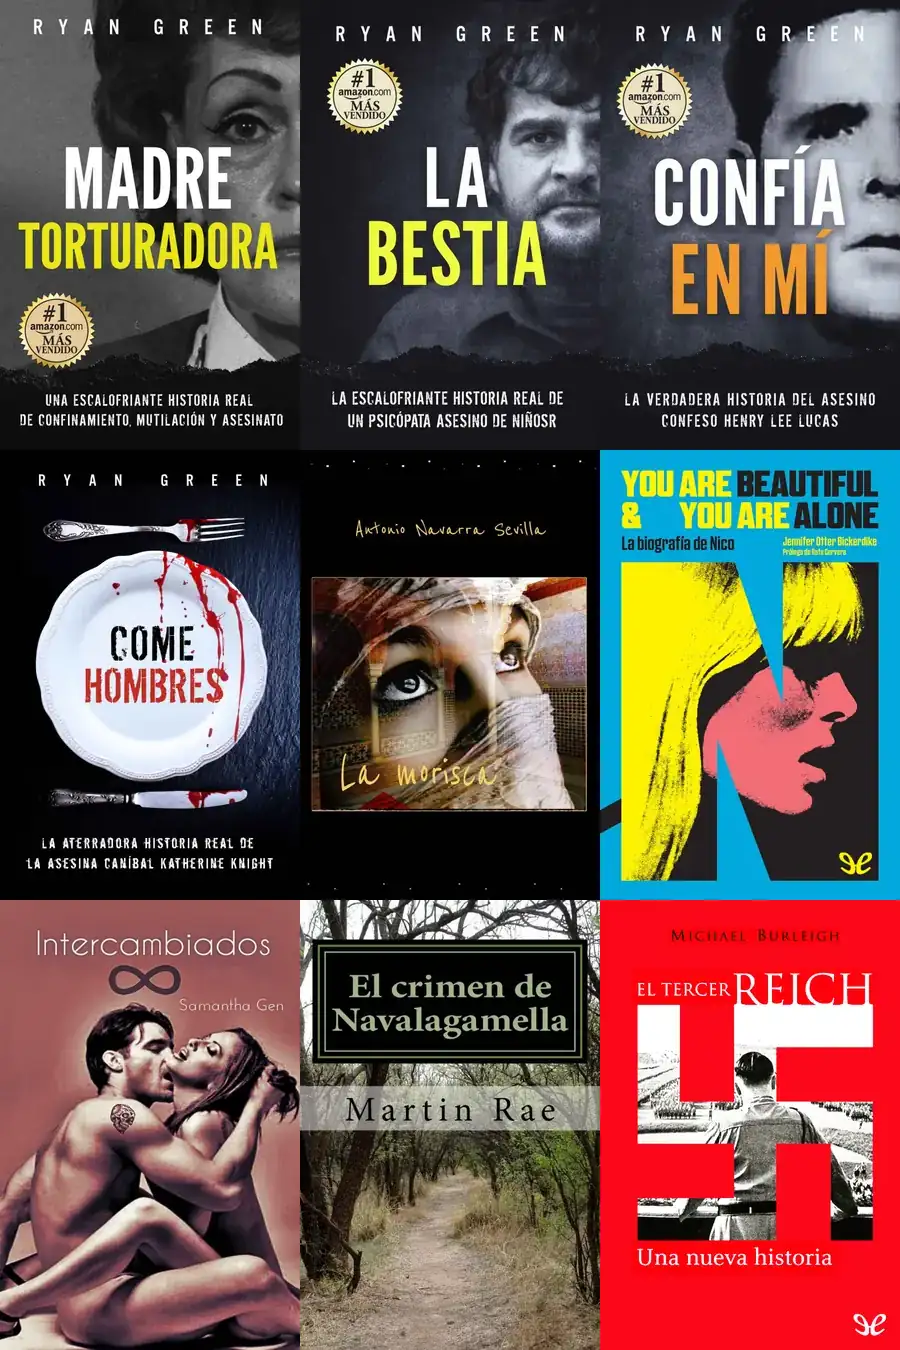 RYAN GREEN
MADRE
TORTURADORA
#1
amazon.com
MÁS
VENDIDO
UNA ESCALOFRIANTE HISTORIA REAL
DE CONFINAMIENTO, MUTILACIÓN Y ASESINATO
RYAN GREEN
#1
amazon.com
MÁS
VENDIDO
LA
BESTIA
LA ESCALOFRIANTE HISTORIA REAL DE
UN PSICÓPATA ASESINO DE NIÑOSR
RYAN GREEN
#1
amazon.com
MÁS
VENDIDO
CONFÍA
EN MÍ
LA VERDADERA HISTORIA DEL ASESINO
CONFESO HENRY LEE LUCAS
RYAN GREEN
COME
HOMBRES
LA ATERRADORA HISTORIA REAL DE
LA ASESINA CANÍBAL KATHERINE KNIGHT
Antonio Navarra Sevilla
La morisca
YOU ARE BEAUTIFUL
& YOU ARE ALONE
La biografía de Nico
Jennifer Otter Bickerdike
Prólogo de Rafa Cervera
Intercambiados
Samantha Gen
El crimen de
Navalagamella
Martin Rae
MICHAEL BURLEIGH
EL TERCER REICH
Una nueva historia